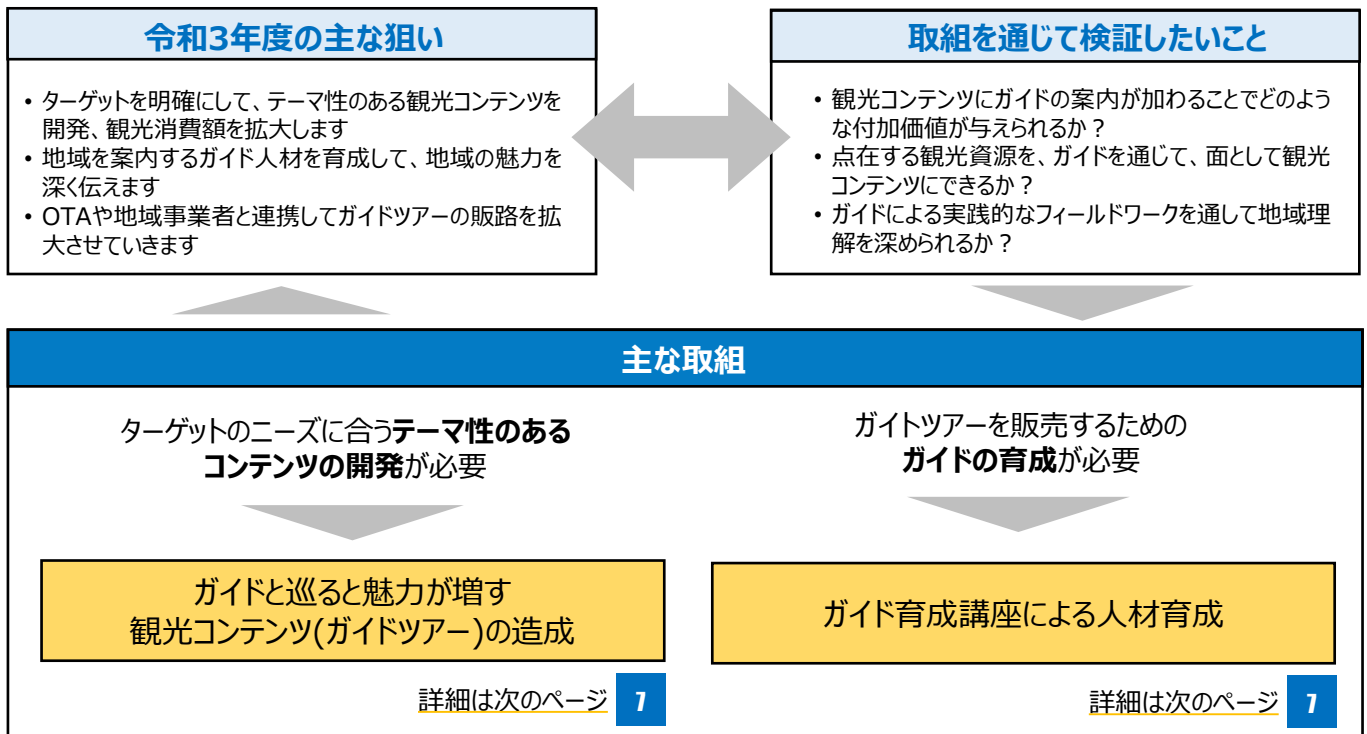 令和3年度の主な狙い
• ターゲットを明確にして、テーマ性のある観光コンテンツを
開発、観光消費額を拡大します
• 地域を案内するガイド人材を育成して、地域の魅力を
深く伝えます
• OTAや地域事業者と連携してガイドツアーの販路を拡
大させていきます
取組を通じて検証したいこと
• 観光コンテンツにガイドの案内が加わることでどのよう
な付加価値が与えられるか？
• 点在する観光資源を、ガイドを通じて、面として観光
コンテンツにできるか？
• ガイドによる実践的なフィールドワークを通して地域理
解を深められるか？
主な取組
ターゲットのニーズに合うテーマ性のある
コンテンツの開発が必要
ガイドと巡ると魅力が増す
観光コンテンツ(ガイドツアー)の造成
詳細は次のページ 1
ガイトツアーを販売するための
ガイドの育成が必要
ガイド育成講座による人材育成
詳細は次のページ 1